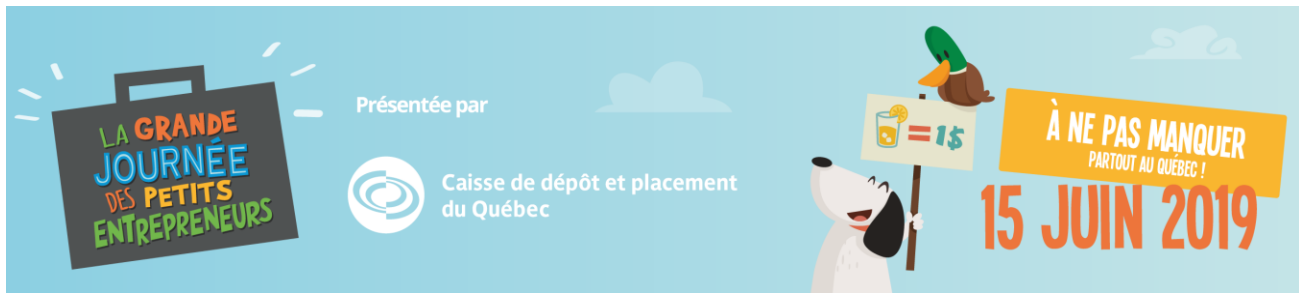 LA GRANDE
JOURNÉE
DES PETITS
ENTREPRENEURS
Présentée par
Caisse de dépôt et placement
du Québec
= 1$
À NE PAS MANQUER
PARTOUT AU QUÉBEC !
15 JUIN 2019